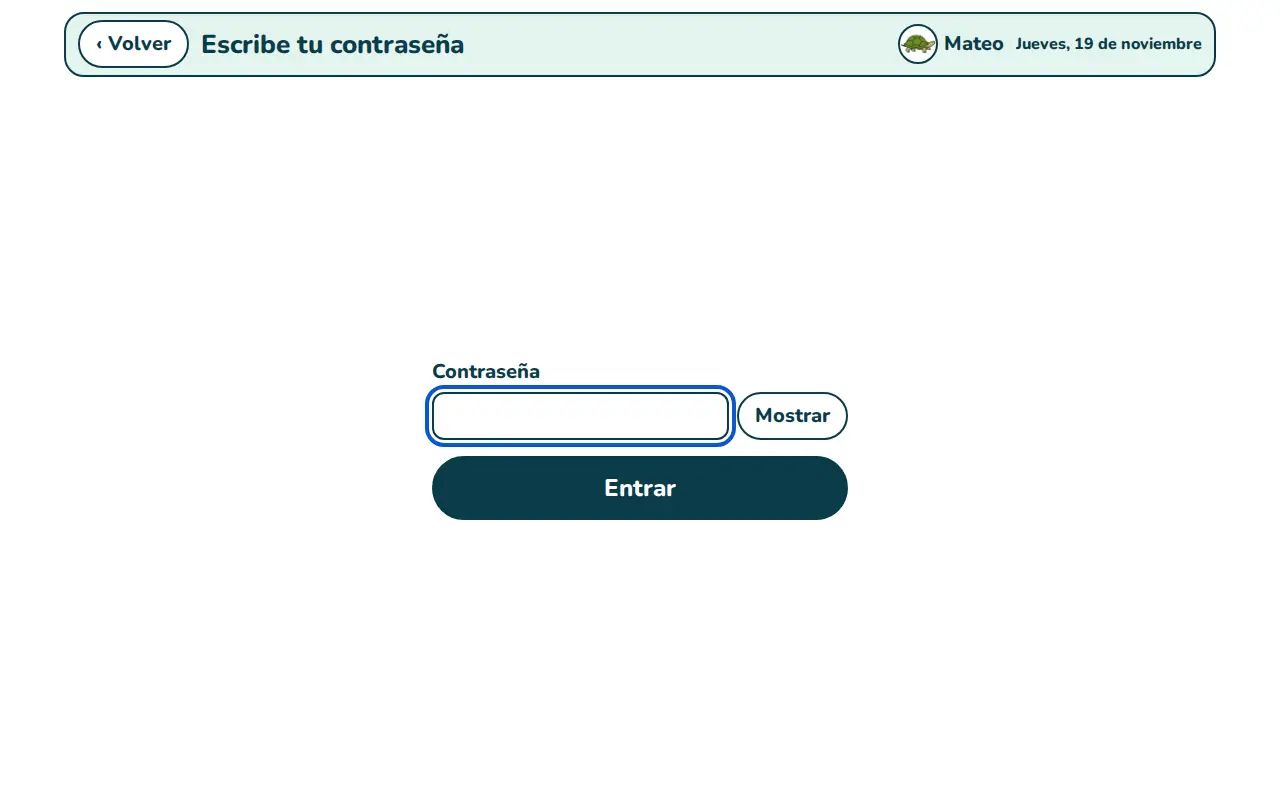 ‹ Volver
Escribe tu contraseña
Mateo
Jueves, 19 de noviembre
Contraseña
Mostrar
Entrar